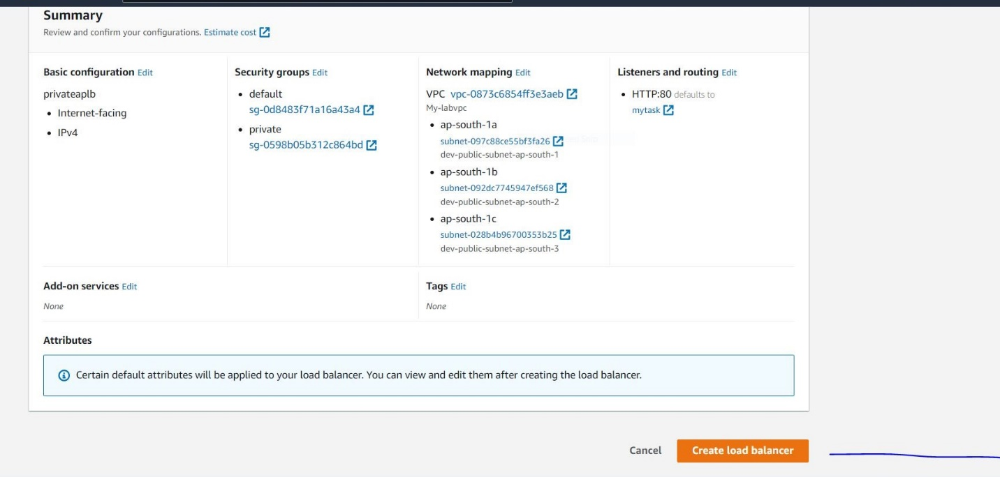 Summary
Review and confirm your configurations. Estimate cost
Basic configuration Edit
privateaplb
• Internet-facing
• IPv4
Security groups Edit
• default
sg-0d8483f71a16a43a4
• private
sg-0598b05b312c864bd
Network mapping Edit
VPC vpc-0873c6854ff3e3aeb
My-labvpc
• ap-south-1a
subnet-097c88ce55bf3fa26
dev-public-subnet-ap-south-1
• ap-south-1b
subnet-092dc7745947ef568
dev-public-subnet-ap-south-2
• ap-south-1c
subnet-028b4b96700353b25
dev-public-subnet-ap-south-3
Listeners and routing Edit
• HTTP:80 defaults to
mytask
Add-on services Edit
None
Tags Edit
None
Attributes
Certain default attributes will be applied to your load balancer. You can view and edit them after creating the load balancer.
Cancel
Create load balancer